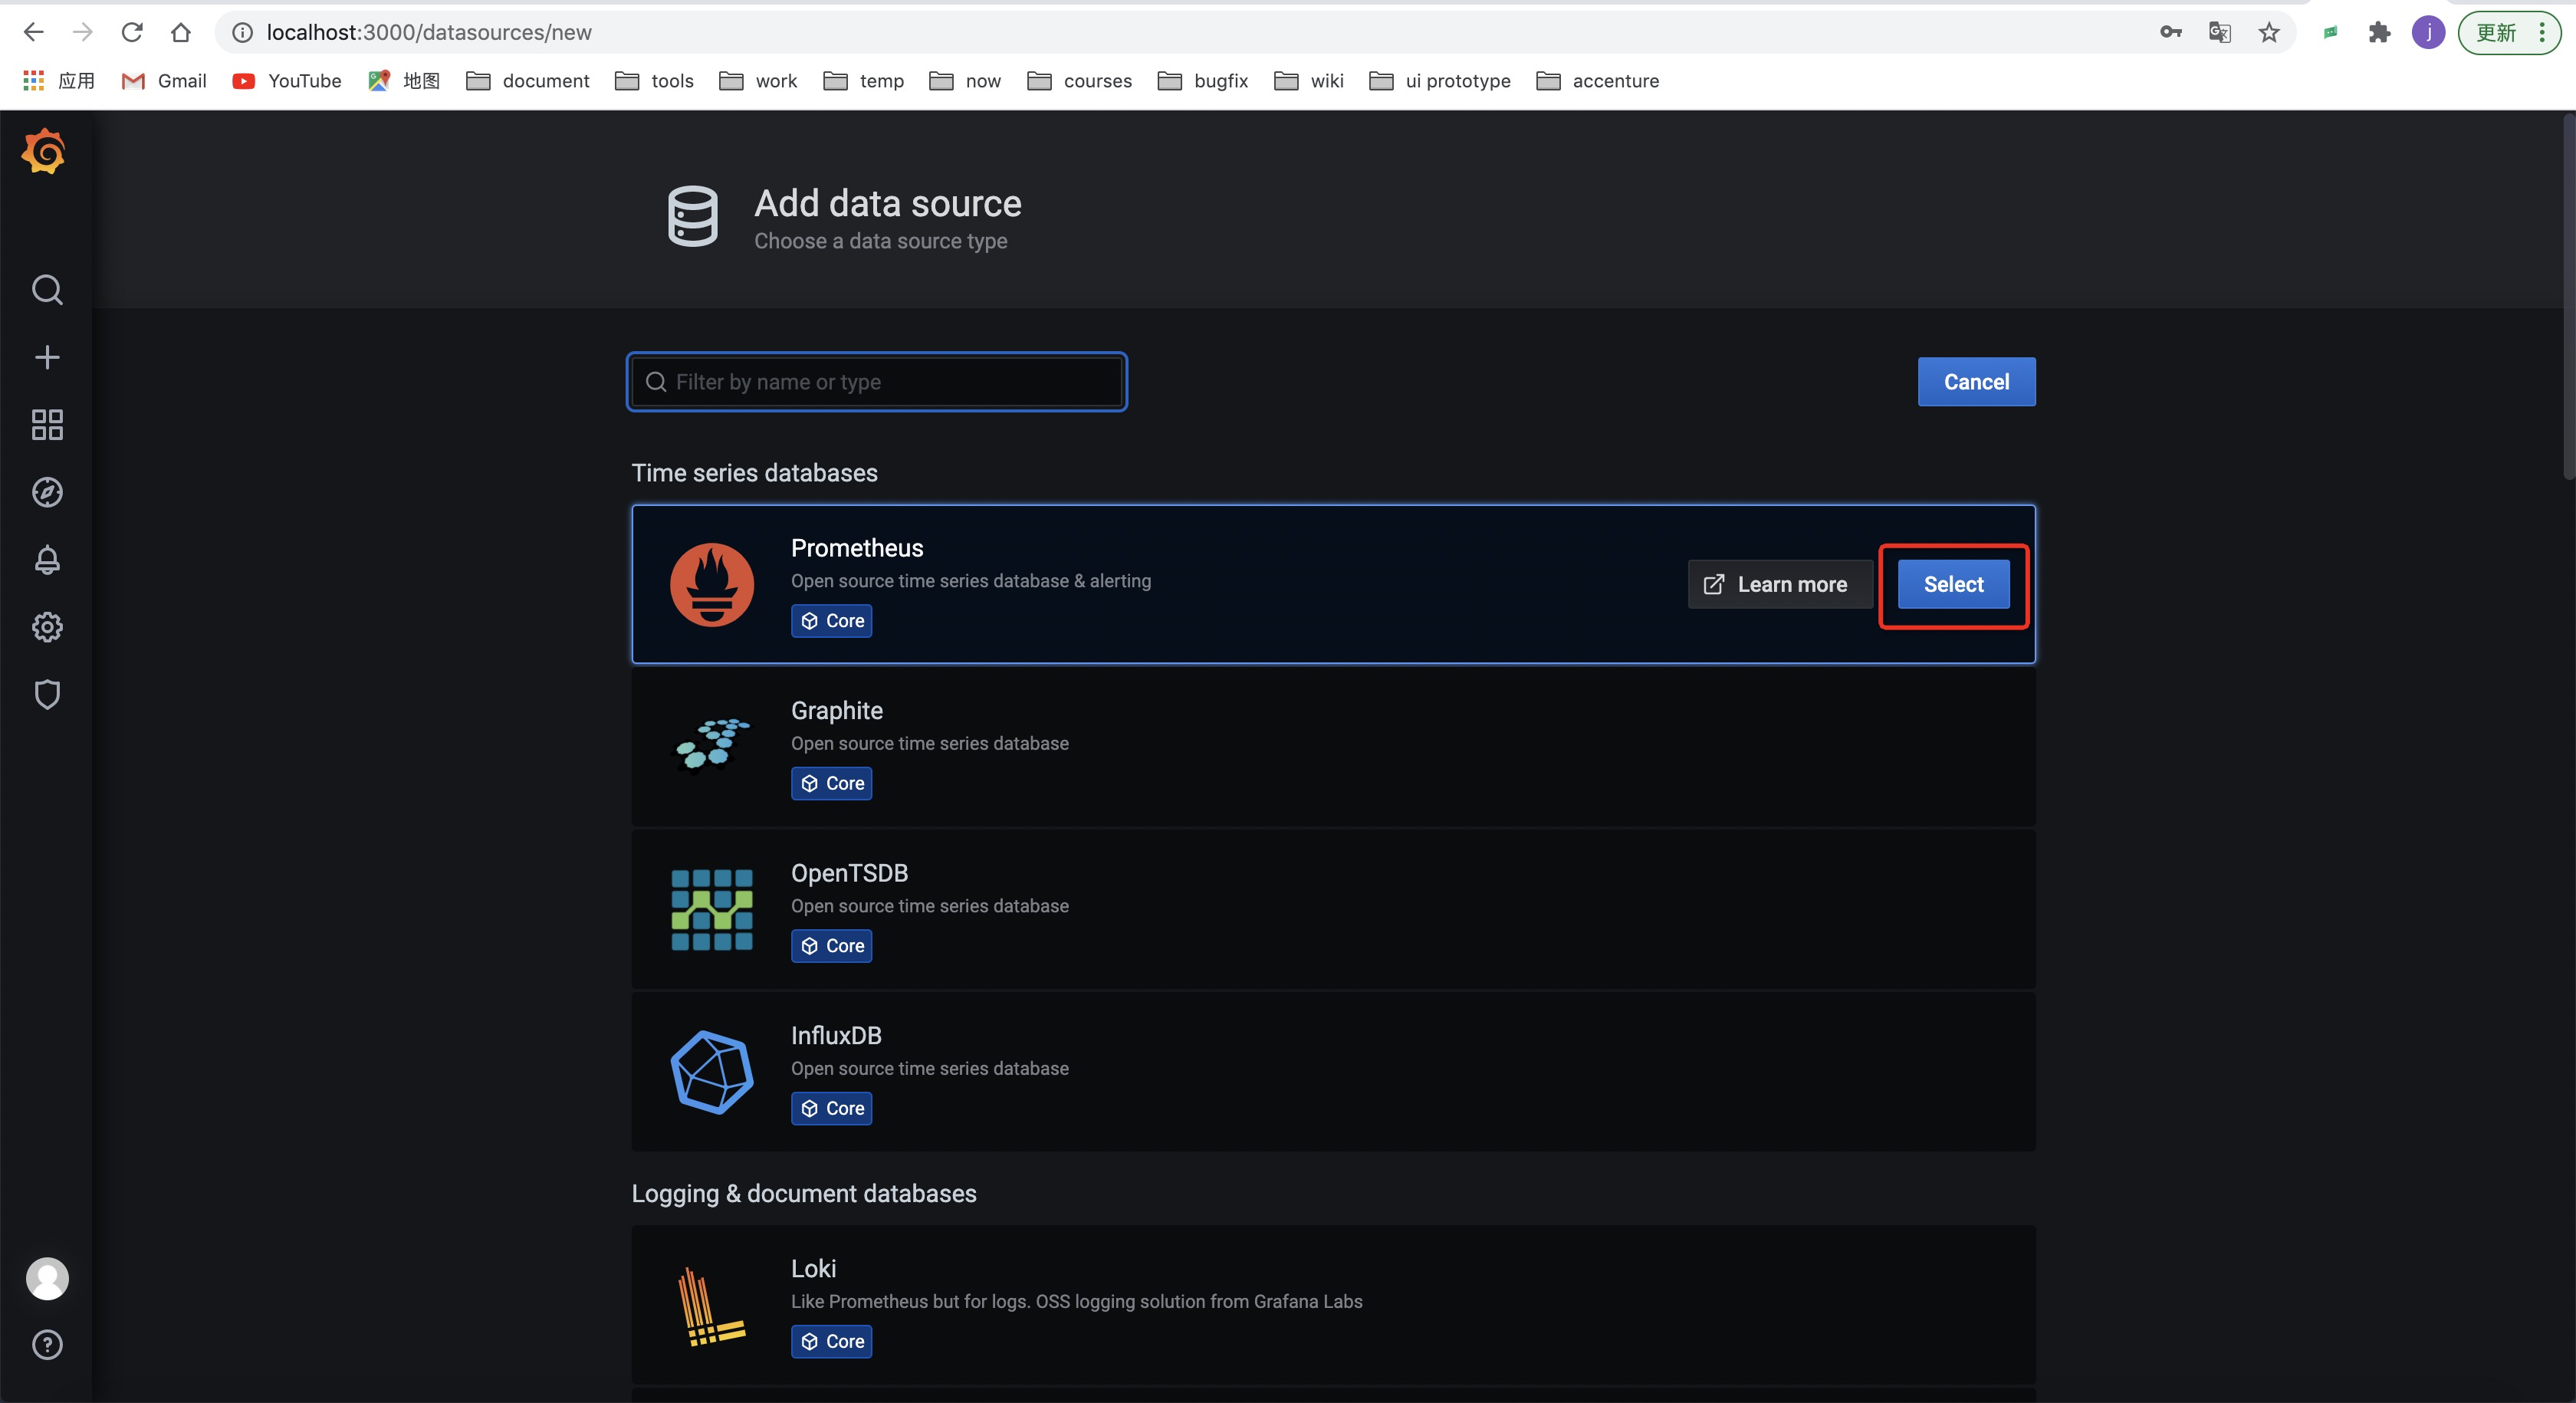 localhost:3000/datasources/new
j
更新
应用
Gmail
YouTube
地图
document
tools
work
temp
now
courses
bugfix
wiki
ui prototype
accenture
Add data source
Choose a data source type
Filter by name or type
Cancel
Time series databases
Prometheus
Open source time series database & alerting
Core
Learn more
Select
Graphite
Open source time series database
Core
OpenTSDB
Open source time series database
Core
InfluxDB
Open source time series database
Core
Logging & document databases
Loki
Like Prometheus but for logs. OSS logging solution from Grafana Labs
Core